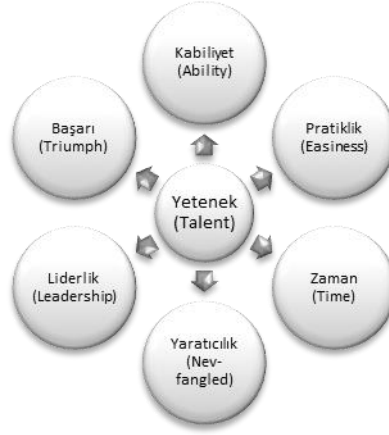 Kabiliyet
(Ability)
Başarı
(Triumph)
Pratiklik
(Easiness)
Yetenek
(Talent)
Liderlik
(Leadership)
Zaman
(Time)
Yaratıcılık
(Nev-
fangled)